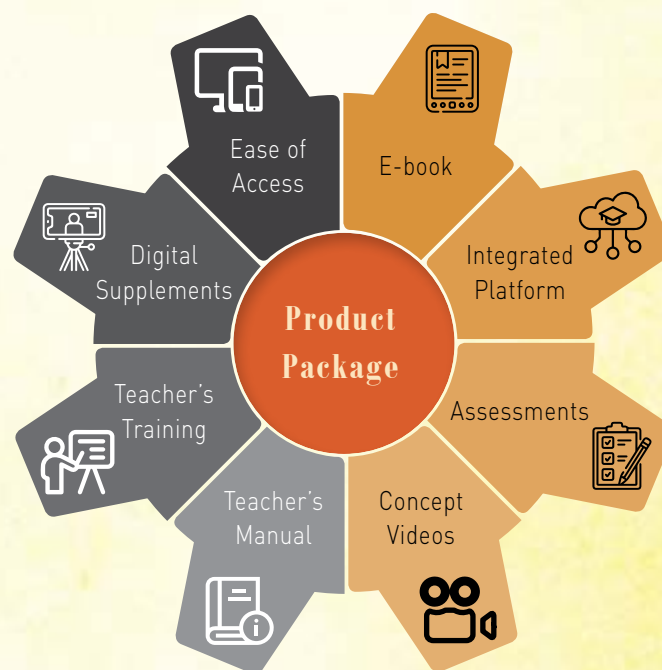 Product
Package
E-book
Integrated
Platform
Assessments
Concept
Videos
Teacher's
Manual
Teacher's
Training
Digital
Supplements
Ease of
Access